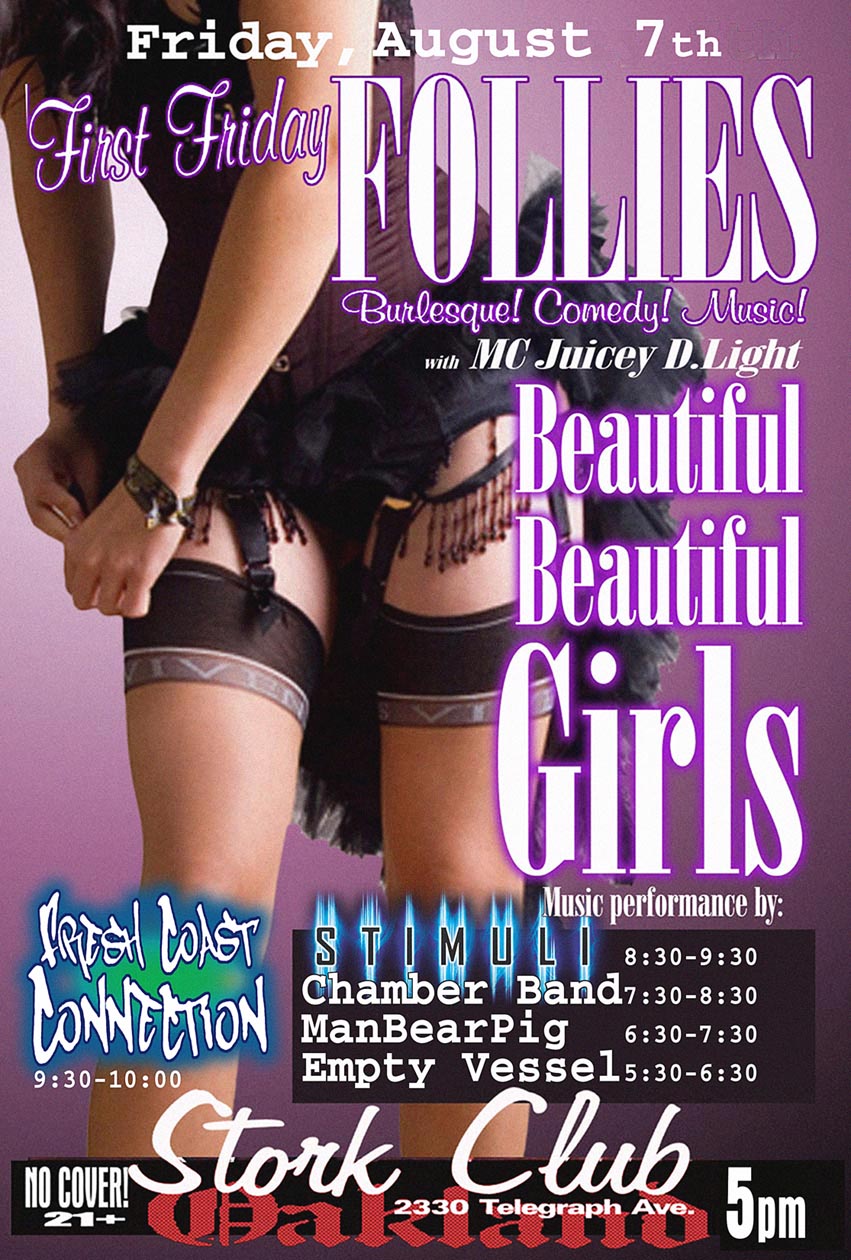 Friday, August 7th
First Friday
FOLLIES
Burlesque! Comedy! Music!
with MC Juicey D.Light
Beautiful
Beautiful
Girls
Music performance by:
STIMULI 8:30-9:30
Chamber Band 7:30-8:30
ManBearPig 6:30-7:30
Empty Vessel 5:30-6:30
FRESH COAST
CONNECTION
9:30-10:00
Stork Club
NO COVER!
21+
2330 Telegraph Ave.
Oakland
5pm